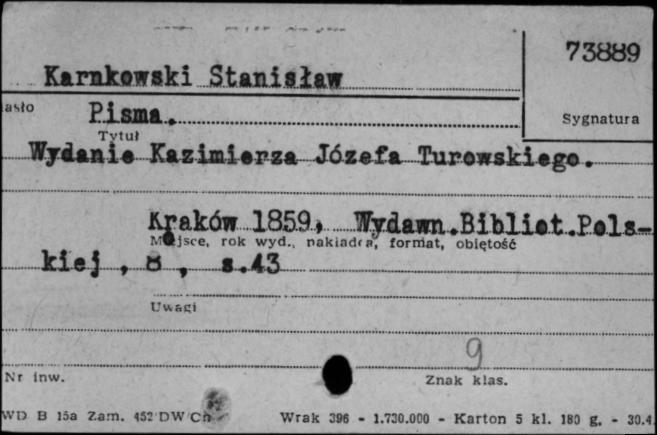 73889
Karnkowski Stanisław
asło
Pisma.
Sygnatura
Tytuł
Wydanie Kazimierza Józefa Turowskiego.
Kraków 1859, Wydawn.Bibliot.Pols-
Miejsce, rok wyd., nakładca, format, objętość
kiej , 8 , s.43
Uwagi
9
Nr inw.
Znak klas.
WD B 15a Zam. 452 DW Ch
Wrak 396 - 1.730.000 - Karton 5 kl. 180 g. - 30.4.